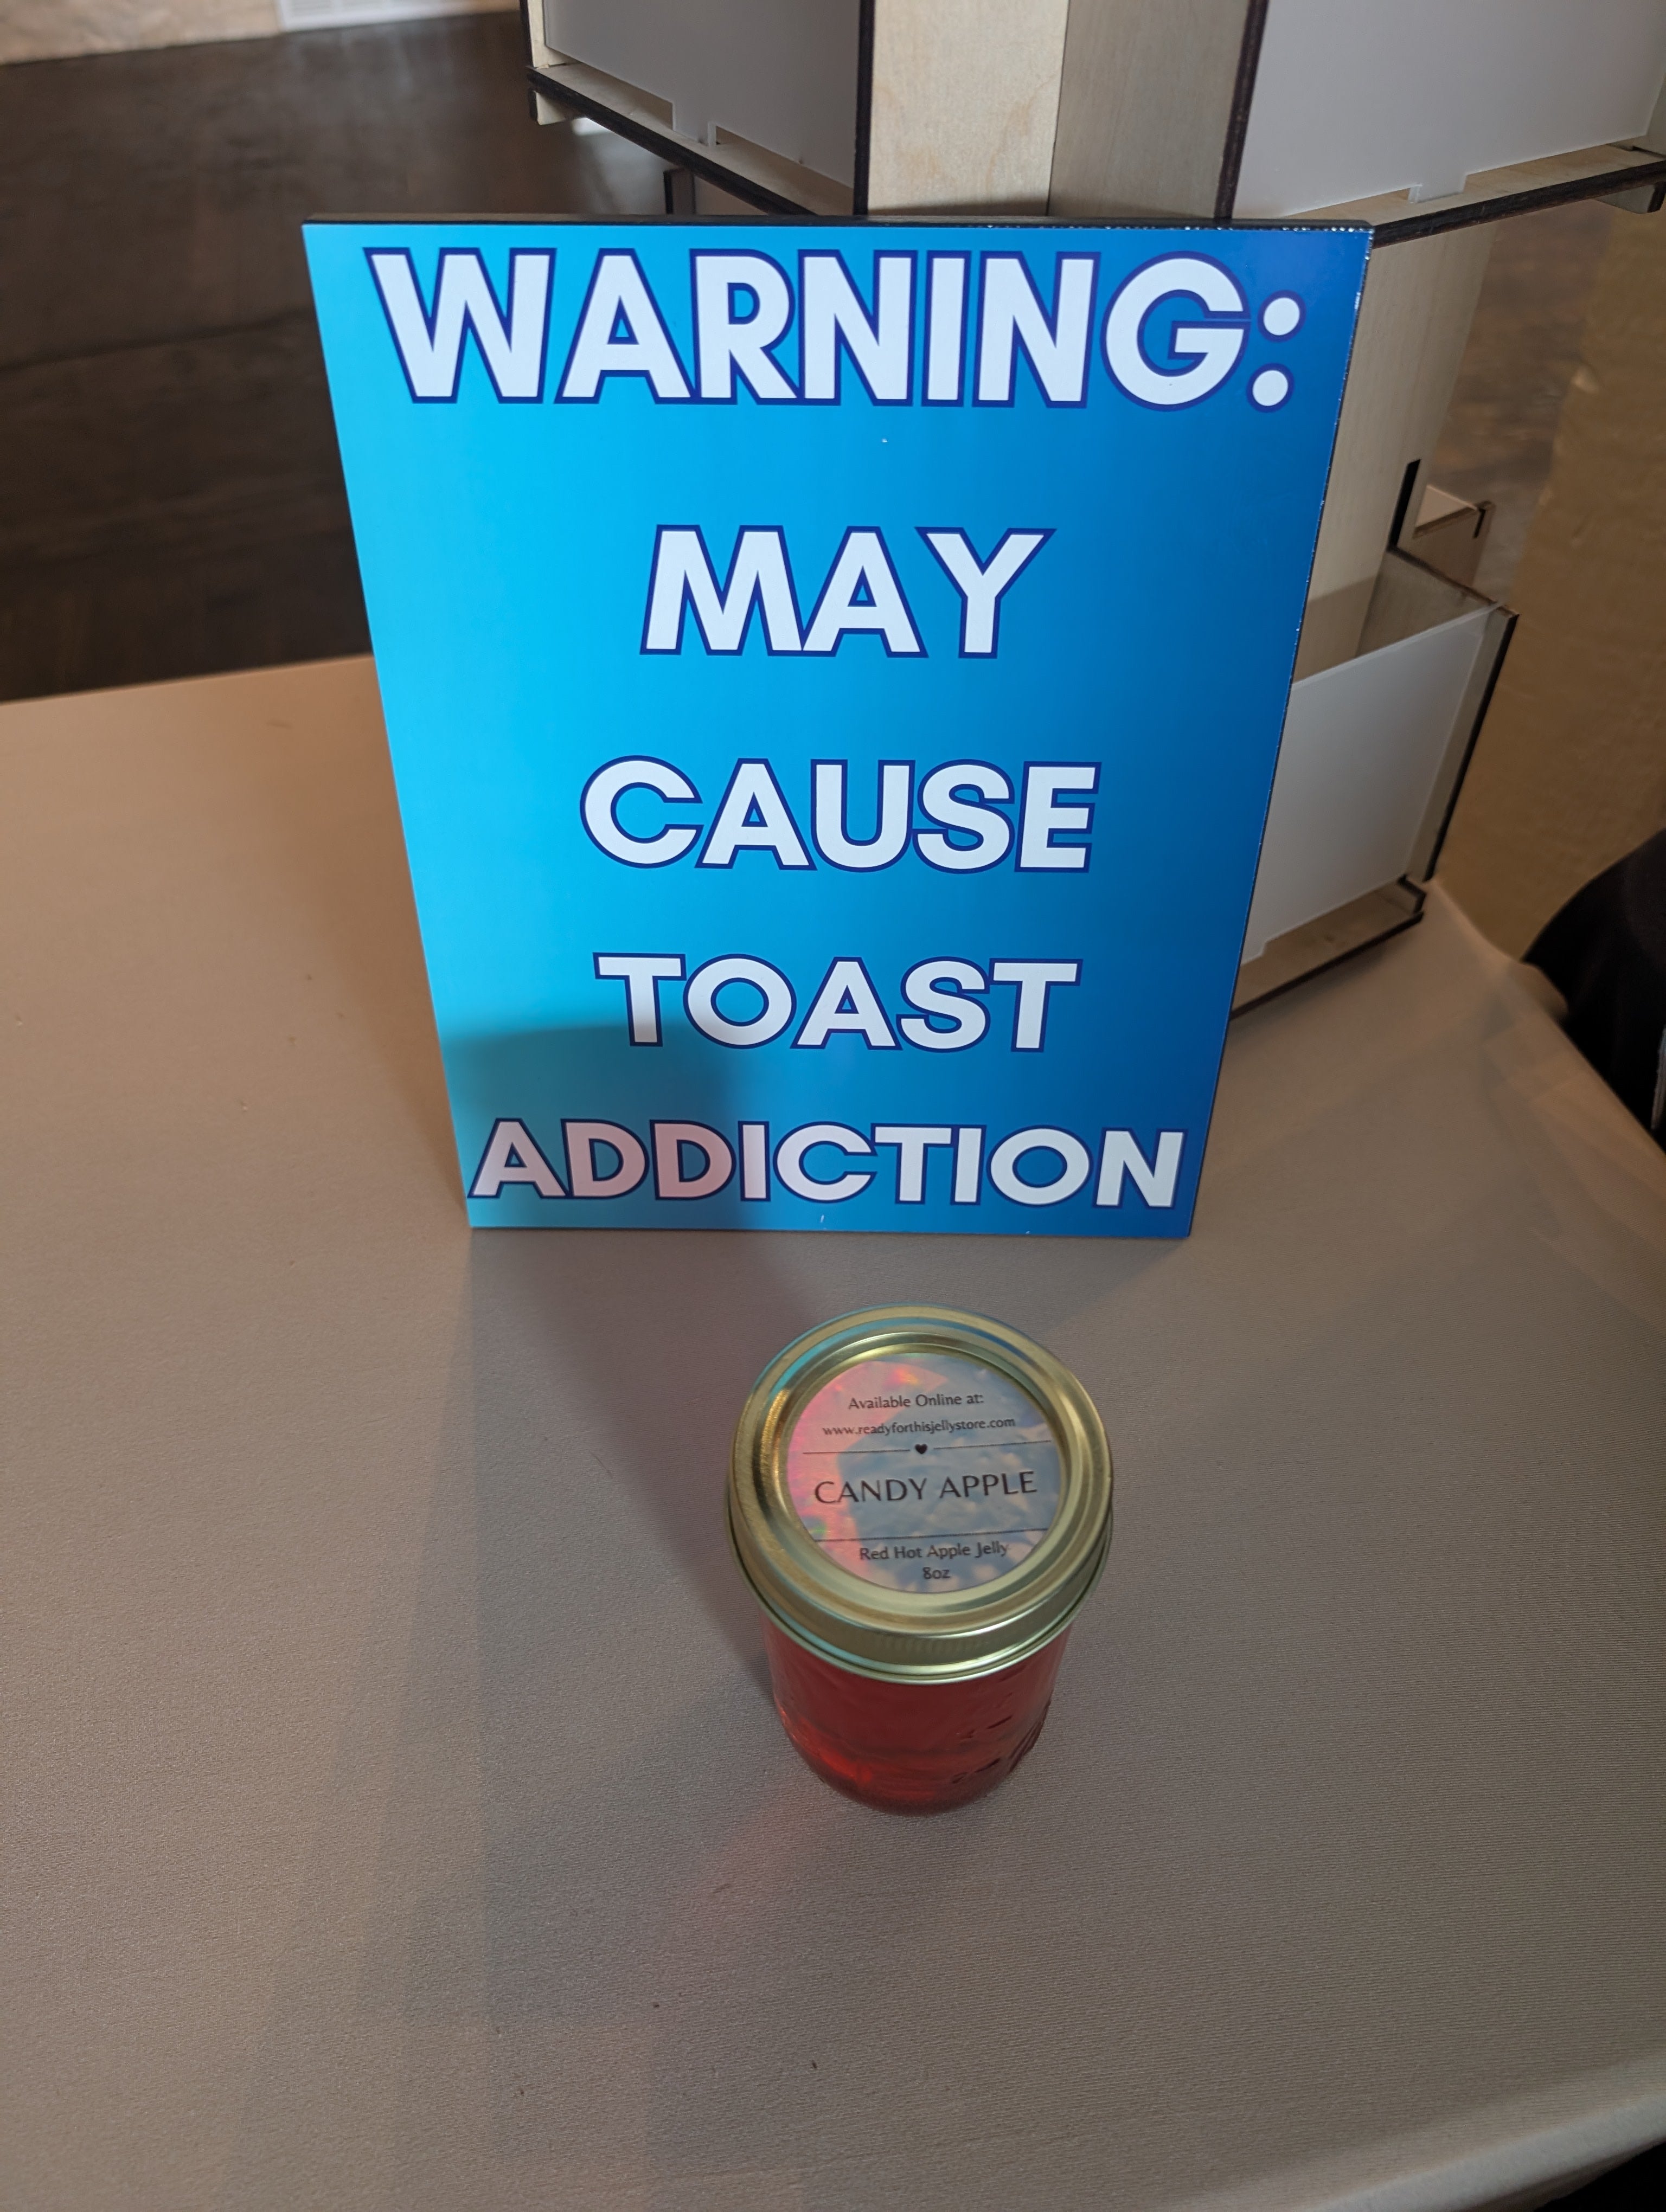 WARNING:
MAY
CAUSE
TOAST
ADDICTION
Available Online at:
www.readyforthisjellystore.com
CANDY APPLE
Red Hot Apple Jelly
8oz